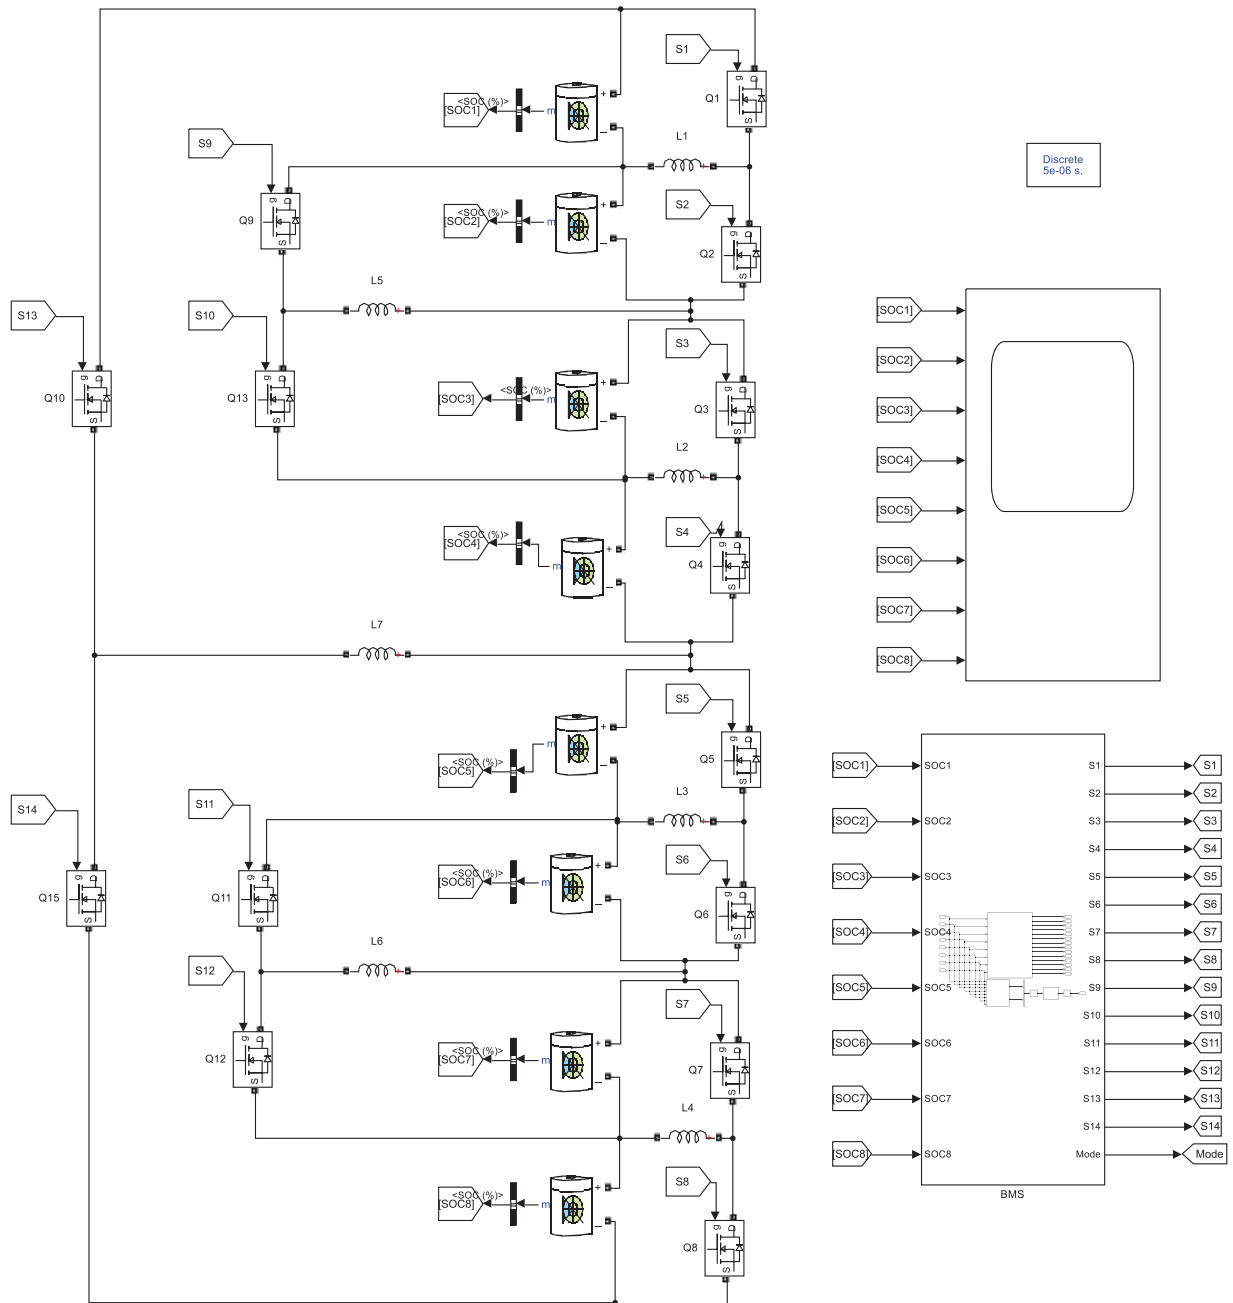 S1
g
D
Q1
S
<SOC (%)>
[SOC1]
m
+
_
L1
+
Discrete
5e-06 s.
S9
g
D
Q9
S
<SOC (%)>
[SOC2]
m
+
_
S2
g
D
Q2
S
L5
+
S13
g
D
Q10
S
S10
g
D
Q13
S
S3
g
D
Q3
S
<SOC (%)>
[SOC3]
m
+
_
L2
+
S4
g
D
Q4
S
<SOC (%)>
[SOC4]
m
+
_
L7
+
[SOC1]
[SOC2]
[SOC3]
[SOC4]
[SOC5]
[SOC6]
[SOC7]
[SOC8]
S5
g
D
Q5
S
<SOC (%)>
[SOC5]
m
+
_
L3
+
S14
g
D
Q15
S
S11
g
D
Q11
S
<SOC (%)>
[SOC6]
m
+
_
S6
g
D
Q6
S
L6
+
S12
g
D
Q12
S
S7
g
D
Q7
S
<SOC (%)>
[SOC7]
m
+
_
L4
+
S8
g
D
Q8
S
<SOC (%)>
[SOC8]
m
+
_
[SOC1] SOC1 S1 S1
S2 S2
[SOC2] SOC2 S3 S3
S4 S4
[SOC3] SOC3 S5 S5
S6 S6
[SOC4] SOC4 S7 S7
S8 S8
[SOC5] SOC5 S9 S9
S10 S10
[SOC6] SOC6 S11 S11
S12 S12
[SOC7] SOC7 S13 S13
S14 S14
[SOC8] SOC8 Mode Mode
BMS